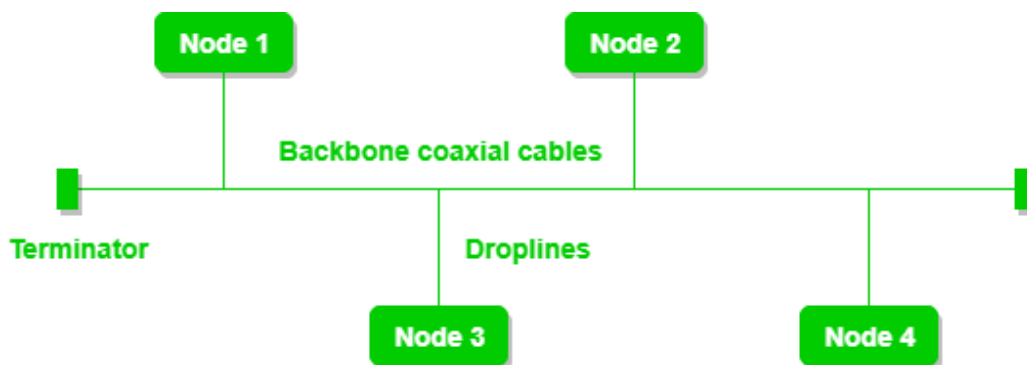 Node 1
Node 2
Backbone coaxial cables
Terminator
Droplines
Node 3
Node 4